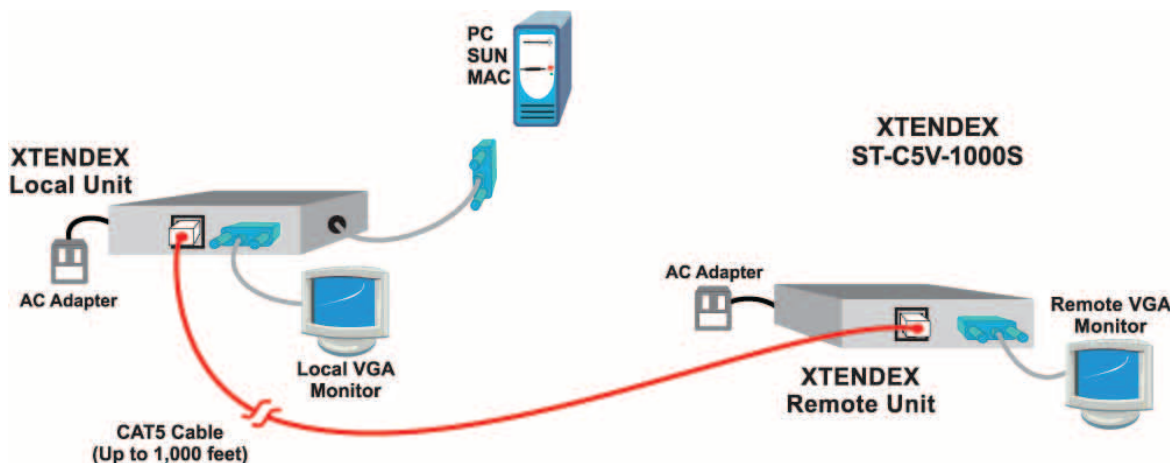 PC
SUN
MAC
XTENDEX
ST-C5V-1000S
XTENDEX
Local Unit
AC Adapter
Local VGA
Monitor
CAT5 Cable
(Up to 1,000 feet)
AC Adapter
XTENDEX
Remote Unit
Remote VGA
Monitor